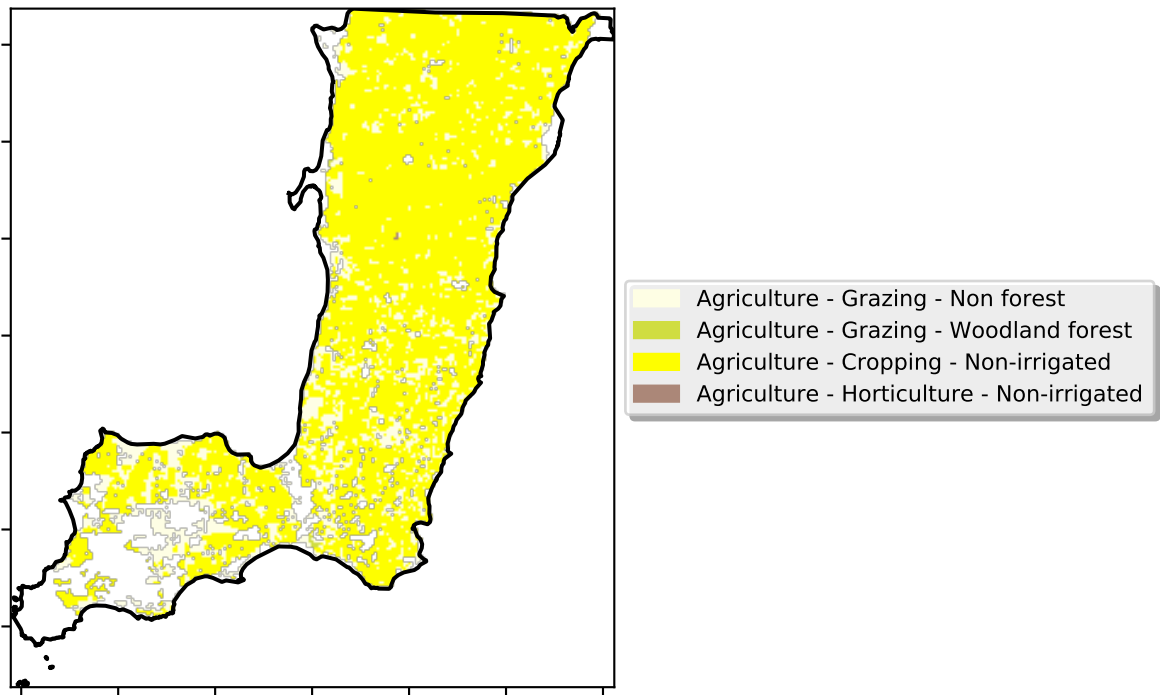 Agriculture - Grazing - Non forest
Agriculture - Grazing - Woodland forest
Agriculture - Cropping - Non-irrigated
Agriculture - Horticulture - Non-irrigated